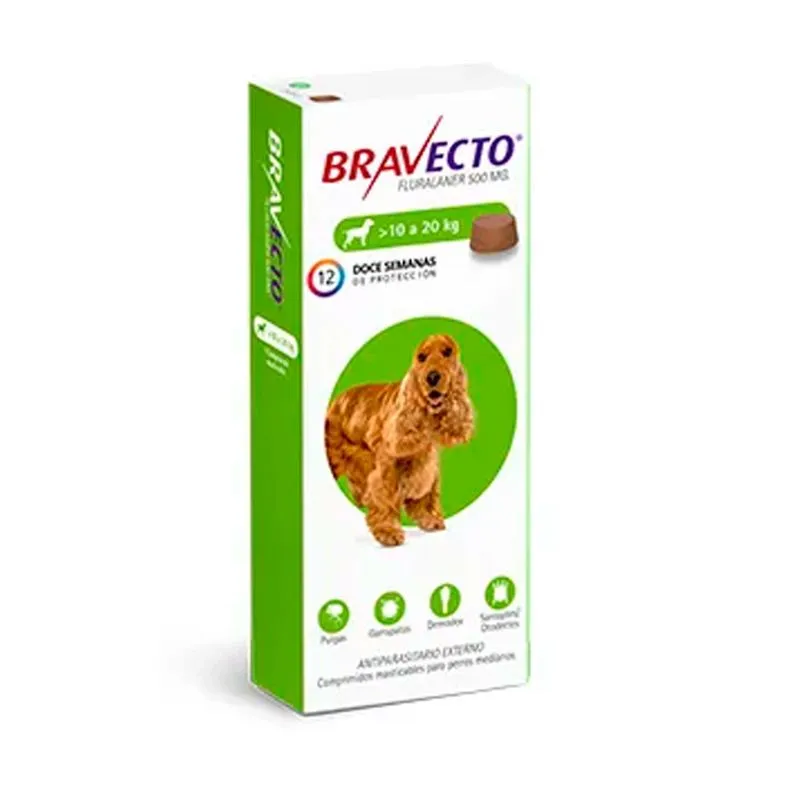 BRAVECTO®
FLURALANER 500 MG.
>10 a 20 kg
12
DOCE SEMANAS
DE PROTECCIÓN
Pulgas
Garrapatas
Demodex
Sarcoptes/
Otodectes
ANTIPARASITARIO EXTERNO
Comprimidos masticables para perros medianos
BRAVECTO